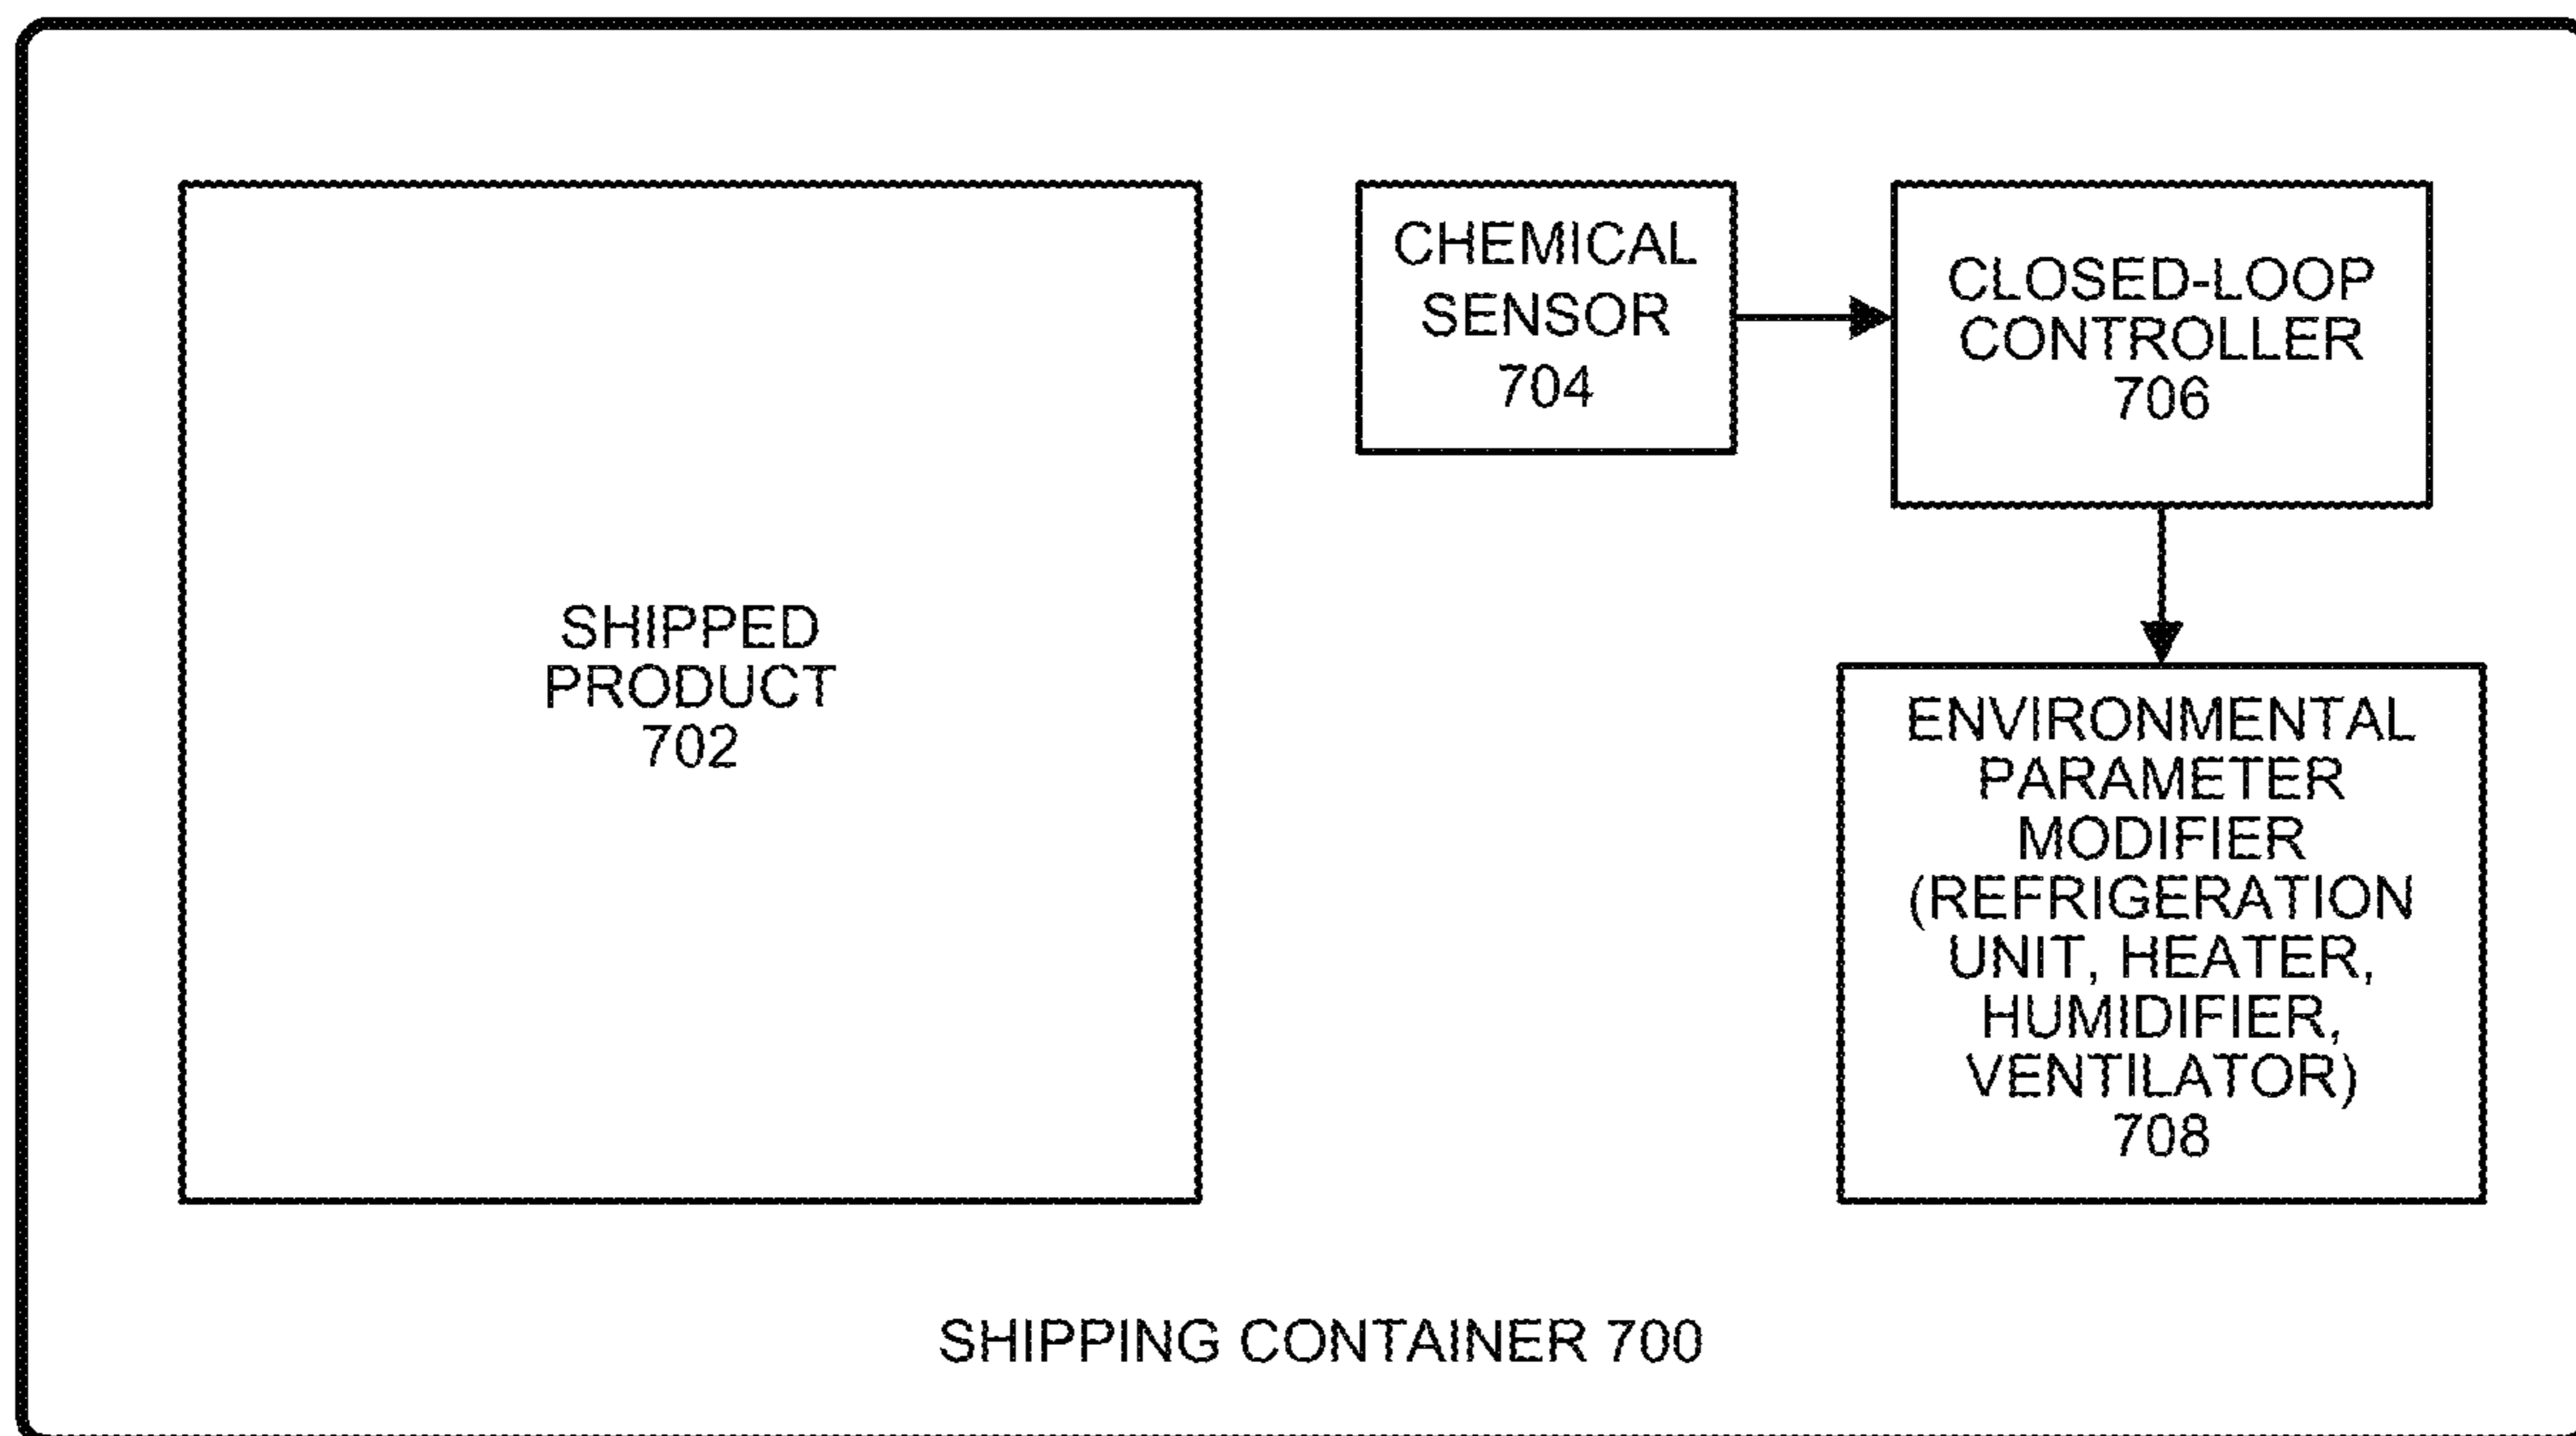 SHIPPED
PRODUCT
702
CHEMICAL
SENSOR
704
CLOSED-LOOP
CONTROLLER
706
ENVIRONMENTAL
PARAMETER
MODIFIER
(REFRIGERATION
UNIT, HEATER,
HUMIDIFIER,
VENTILATOR)
708
SHIPPING CONTAINER 700